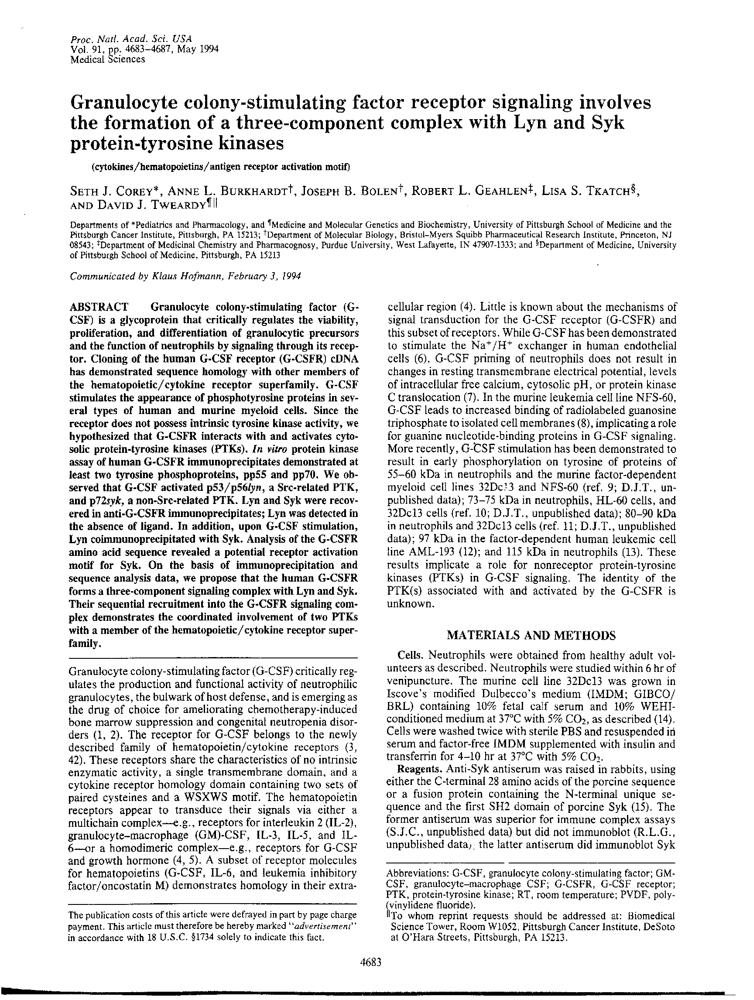 Proc. Natl. Acad. Sci. USA
Vol. 91, pp. 4683–4687, May 1994
Medical Sciences
Granulocyte colony-stimulating factor receptor signaling involves
the formation of a three-component complex with Lyn and Syk
protein-tyrosine kinases
(cytokines/hematopoietins/antigen receptor activation motif)
SETH J. COREY*, ANNE L. BURKHARDT†, JOSEPH B. BOLEN†, ROBERT L. GEAHLEN‡, LISA S. TKATCH§,
AND DAVID J. TWEARDY¶‖
Departments of *Pediatrics and Pharmacology, and ¶Medicine and Molecular Genetics and Biochemistry, University of Pittsburgh School of Medicine and the
Pittsburgh Cancer Institute, Pittsburgh, PA 15213; †Department of Molecular Biology, Bristol–Myers Squibb Pharmaceutical Research Institute, Princeton, NJ
08543; ‡Department of Medicinal Chemistry and Pharmacognosy, Purdue University, West Lafayette, IN 47907-1333; and §Department of Medicine, University
of Pittsburgh School of Medicine, Pittsburgh, PA 15213
Communicated by Klaus Hofmann, February 3, 1994
ABSTRACT Granulocyte colony-stimulating factor (G-
CSF) is a glycoprotein that critically regulates the viability,
proliferation, and differentiation of granulocytic precursors
and the function of neutrophils by signaling through its recep-
tor. Cloning of the human G-CSF receptor (G-CSFR) cDNA
has demonstrated sequence homology with other members of
the hematopoietic/cytokine receptor superfamily. G-CSF
stimulates the appearance of phosphotyrosine proteins in sev-
eral types of human and murine myeloid cells. Since the
receptor does not possess intrinsic tyrosine kinase activity, we
hypothesized that G-CSFR interacts with and activates cyto-
solic protein-tyrosine kinases (PTKs). In vitro protein kinase
assay of human G-CSFR immunoprecipitates demonstrated at
least two tyrosine phosphoproteins, pp55 and pp70. We ob-
served that G-CSF activated p53/p56lyn, a Src-related PTK,
and p72syk, a non-Src-related PTK. Lyn and Syk were recov-
ered in anti-G-CSFR immunoprecipitates; Lyn was detected in
the absence of ligand. In addition, upon G-CSF stimulation,
Lyn coimmunoprecipitated with Syk. Analysis of the G-CSFR
amino acid sequence revealed a potential receptor activation
motif for Syk. On the basis of immunoprecipitation and
sequence analysis data, we propose that the human G-CSFR
forms a three-component signaling complex with Lyn and Syk.
Their sequential recruitment into the G-CSFR signaling com-
plex demonstrates the coordinated involvement of two PTKs
with a member of the hematopoietic/cytokine receptor super-
family.
Granulocyte colony-stimulating factor (G-CSF) critically reg-
ulates the production and functional activity of neutrophilic
granulocytes, the bulwark of host defense, and is emerging as
the drug of choice for ameliorating chemotherapy-induced
bone marrow suppression and congenital neutropenia disor-
ders (1, 2). The receptor for G-CSF belongs to the newly
described family of hematopoietin/cytokine receptors (3,
42). These receptors share the characteristics of no intrinsic
enzymatic activity, a single transmembrane domain, and a
cytokine receptor homology domain containing two sets of
paired cysteines and a WSXWS motif. The hematopoietin
receptors appear to transduce their signals via either a
multichain complex—e.g., receptors for interleukin 2 (IL-2),
granulocyte–macrophage (GM)-CSF, IL-3, IL-5, and IL-
6—or a homodimeric complex—e.g., receptors for G-CSF
and growth hormone (4, 5). A subset of receptor molecules
for hematopoietins (G-CSF, IL-6, and leukemia inhibitory
factor/oncostatin M) demonstrates homology in their extra-
The publication costs of this article were defrayed in part by page charge
payment. This article must therefore be hereby marked "advertisement"
in accordance with 18 U.S.C. §1734 solely to indicate this fact.
cellular region (4). Little is known about the mechanisms of
signal transduction for the G-CSF receptor (G-CSFR) and
this subset of receptors. While G-CSF has been demonstrated
to stimulate the Na+/H+ exchanger in human endothelial
cells (6), G-CSF priming of neutrophils does not result in
changes in resting transmembrane electrical potential, levels
of intracellular free calcium, cytosolic pH, or protein kinase
C translocation (7). In the murine leukemia cell line NFS-60,
G-CSF leads to increased binding of radiolabeled guanosine
triphosphate to isolated cell membranes (8), implicating a role
for guanine nucleotide-binding proteins in G-CSF signaling.
More recently, G-CSF stimulation has been demonstrated to
result in early phosphorylation on tyrosine of proteins of
55–60 kDa in neutrophils and the murine factor-dependent
myeloid cell lines 32Dc13 and NFS-60 (ref. 9; D.J.T., un-
published data); 73–75 kDa in neutrophils, HL-60 cells, and
32Dc13 cells (ref. 10; D.J.T., unpublished data); 80–90 kDa
in neutrophils and 32Dc13 cells (ref. 11; D.J.T., unpublished
data); 97 kDa in the factor-dependent human leukemic cell
line AML-193 (12); and 115 kDa in neutrophils (13). These
results implicate a role for nonreceptor protein-tyrosine
kinases (PTKs) in G-CSF signaling. The identity of the
PTK(s) associated with and activated by the G-CSFR is
unknown.
MATERIALS AND METHODS
Cells. Neutrophils were obtained from healthy adult vol-
unteers as described. Neutrophils were studied within 6 hr of
venipuncture. The murine cell line 32Dc13 was grown in
Iscove's modified Dulbecco's medium (IMDM; GIBCO/
BRL) containing 10% fetal calf serum and 10% WEHI-
conditioned medium at 37°C with 5% CO2, as described (14).
Cells were washed twice with sterile PBS and resuspended in
serum and factor-free IMDM supplemented with insulin and
transferrin for 4–10 hr at 37°C with 5% CO2.
Reagents. Anti-Syk antiserum was raised in rabbits, using
either the C-terminal 28 amino acids of the porcine sequence
or a fusion protein containing the N-terminal unique se-
quence and the first SH2 domain of porcine Syk (15). The
former antiserum was superior for immune complex assays
(S.J.C., unpublished data) but did not immunoblot (R.L.G.,
unpublished data); the latter antiserum did immunoblot Syk
Abbreviations: G-CSF, granulocyte colony-stimulating factor; GM-
CSF, granulocyte–macrophage CSF; G-CSFR, G-CSF receptor;
PTK, protein-tyrosine kinase; RT, room temperature; PVDF, poly-
(vinylidene fluoride).
‖To whom reprint requests should be addressed at: Biomedical
Science Tower, Room W1052, Pittsburgh Cancer Institute, DeSoto
at O'Hara Streets, Pittsburgh, PA 15213.
4683